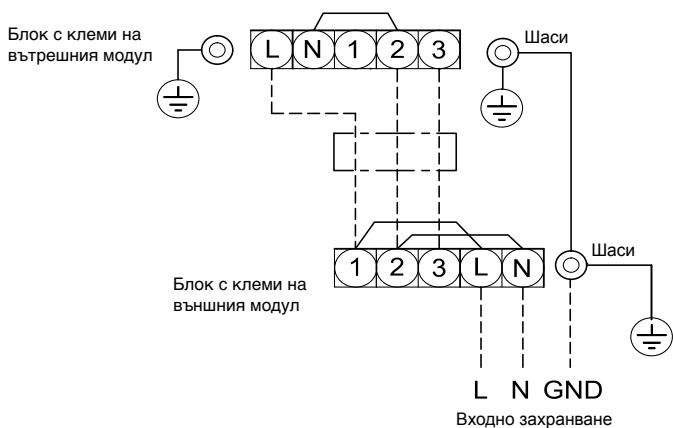 Блок с клеми на
вътрешния модул
L N 1 2 3
Шаси
Блок с клеми на
външния модул
1 2 3 L N
Шаси
L N GND
Входно захранване